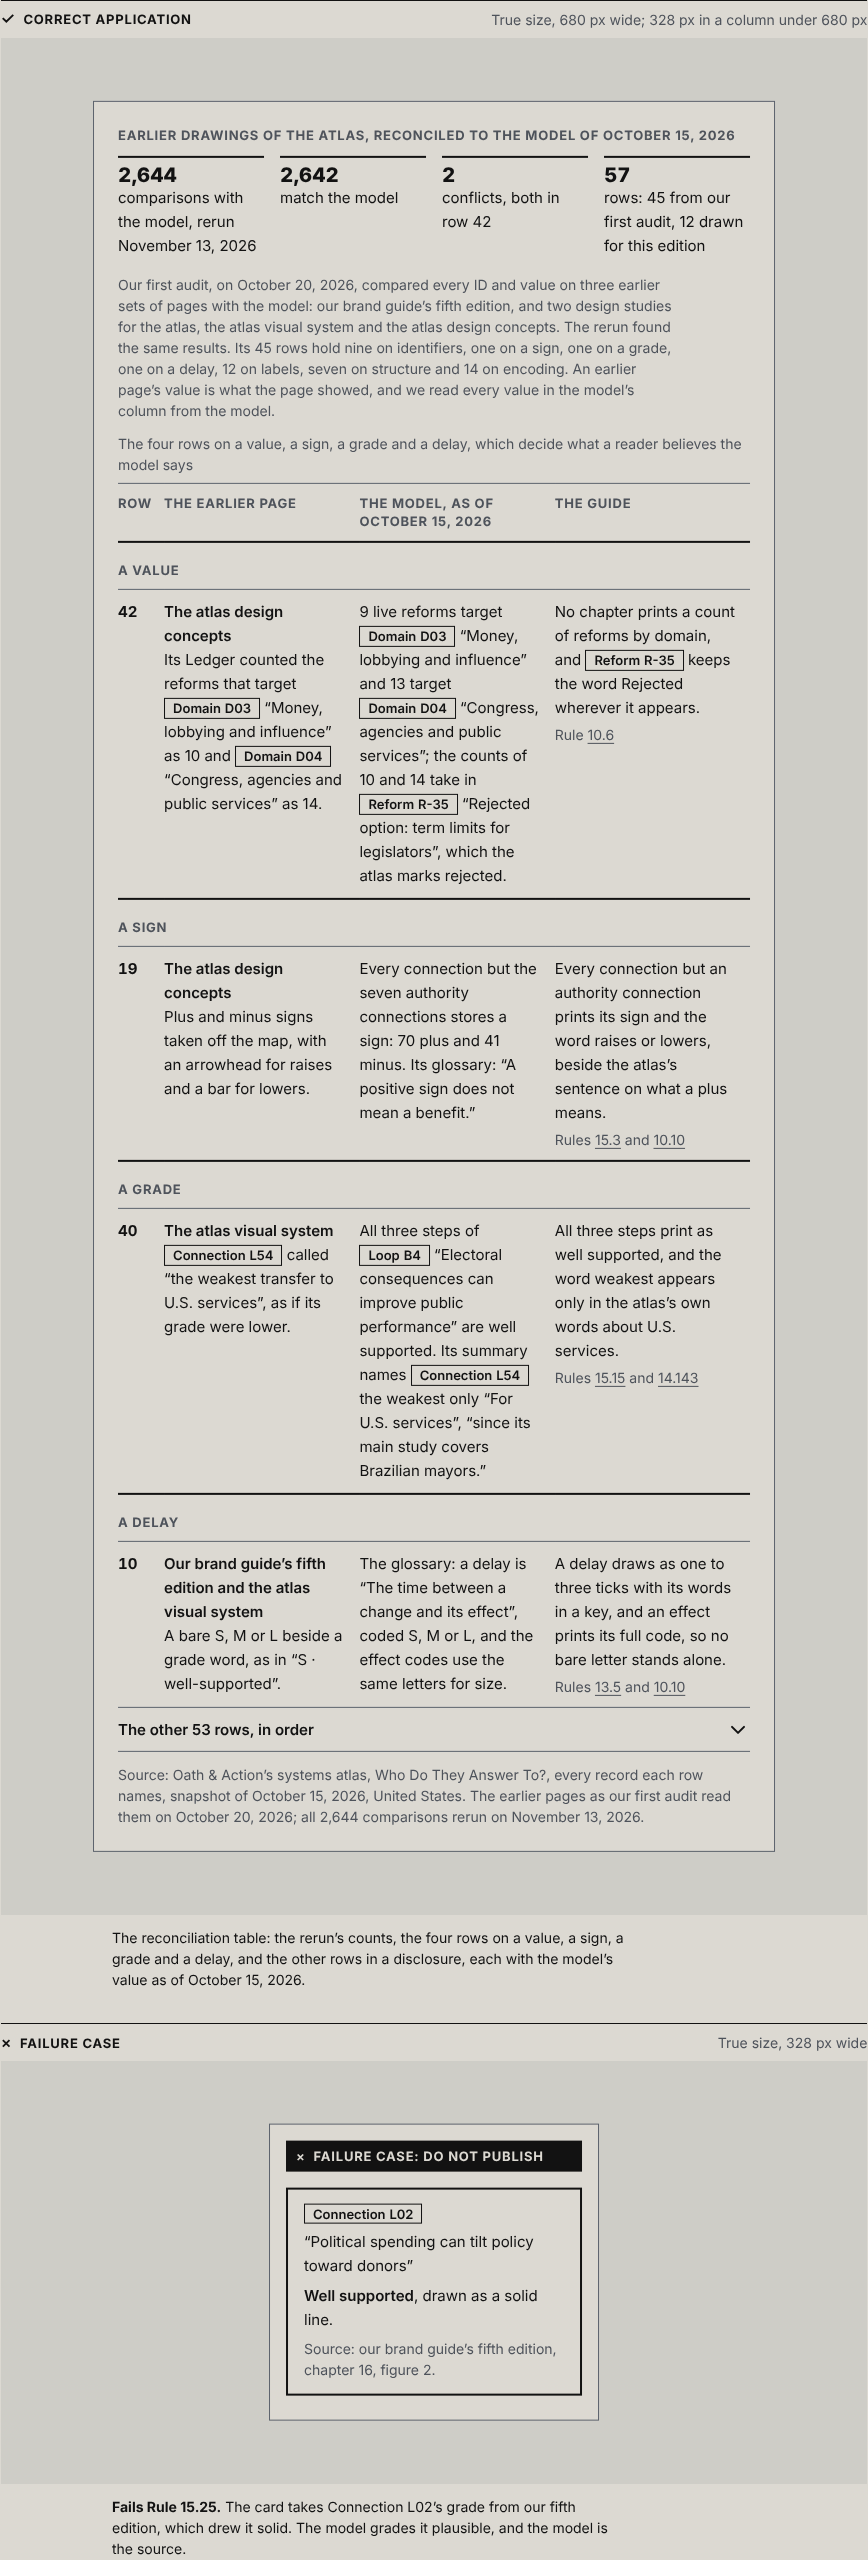 ✓ CORRECT APPLICATION
True size, 680 px wide; 328 px in a column under 680 px
EARLIER DRAWINGS OF THE ATLAS, RECONCILED TO THE MODEL OF OCTOBER 15, 2026
2,644
comparisons with
the model, rerun
November 13, 2026
2,642
match the model
2
conflicts, both in
row 42
57
rows: 45 from our
first audit, 12 drawn
for this edition
Our first audit, on October 20, 2026, compared every ID and value on three earlier
sets of pages with the model: our brand guide’s fifth edition, and two design studies
for the atlas, the atlas visual system and the atlas design concepts. The rerun found
the same results. Its 45 rows hold nine on identifiers, one on a sign, one on a grade,
one on a delay, 12 on labels, seven on structure and 14 on encoding. An earlier
page’s value is what the page showed, and we read every value in the model’s
column from the model.
The four rows on a value, a sign, a grade and a delay, which decide what a reader believes the
model says
ROW
THE EARLIER PAGE
THE MODEL, AS OF
OCTOBER 15, 2026
THE GUIDE
A VALUE
42
The atlas design
concepts
Its Ledger counted the
reforms that target
Domain D03 “Money,
lobbying and influence”
as 10 and Domain D04
“Congress, agencies and
public services” as 14.
9 live reforms target
Domain D03 “Money,
lobbying and influence”
and 13 target
Domain D04 “Congress,
agencies and public
services”; the counts of
10 and 14 take in
Reform R-35 “Rejected
option: term limits for
legislators”, which the
atlas marks rejected.
No chapter prints a count
of reforms by domain,
and Reform R-35 keeps
the word Rejected
wherever it appears.
Rule 10.6
A SIGN
19
The atlas design
concepts
Plus and minus signs
taken off the map, with
an arrowhead for raises
and a bar for lowers.
Every connection but the
seven authority
connections stores a
sign: 70 plus and 41
minus. Its glossary: “A
positive sign does not
mean a benefit.”
Every connection but an
authority connection
prints its sign and the
word raises or lowers,
beside the atlas’s
sentence on what a plus
means.
Rules 15.3 and 10.10
A GRADE
40
The atlas visual system
Connection L54 called
“the weakest transfer to
U.S. services”, as if its
grade were lower.
All three steps of
Loop B4 “Electoral
consequences can
improve public
performance” are well
supported. Its summary
names Connection L54
the weakest only “For
U.S. services”, “since its
main study covers
Brazilian mayors.”
All three steps print as
well supported, and the
word weakest appears
only in the atlas’s own
words about U.S.
services.
Rules 15.15 and 14.143
A DELAY
10
Our brand guide’s fifth
edition and the atlas
visual system
A bare S, M or L beside a
grade word, as in “S ·
well-supported”.
The glossary: a delay is
“The time between a
change and its effect”,
coded S, M or L, and the
effect codes use the
same letters for size.
A delay draws as one to
three ticks with its words
in a key, and an effect
prints its full code, so no
bare letter stands alone.
Rules 13.5 and 10.10
The other 53 rows, in order
Source: Oath & Action’s systems atlas, Who Do They Answer To?, every record each row
names, snapshot of October 15, 2026, United States. The earlier pages as our first audit read
them on October 20, 2026; all 2,644 comparisons rerun on November 13, 2026.
The reconciliation table: the rerun’s counts, the four rows on a value, a sign, a
grade and a delay, and the other rows in a disclosure, each with the model’s
value as of October 15, 2026.
× FAILURE CASE
True size, 328 px wide
× FAILURE CASE: DO NOT PUBLISH
Connection L02
“Political spending can tilt policy
toward donors”
Well supported, drawn as a solid
line.
Source: our brand guide’s fifth edition,
chapter 16, figure 2.
Fails Rule 15.25. The card takes Connection L02’s grade from our fifth
edition, which drew it solid. The model grades it plausible, and the model is
the source.